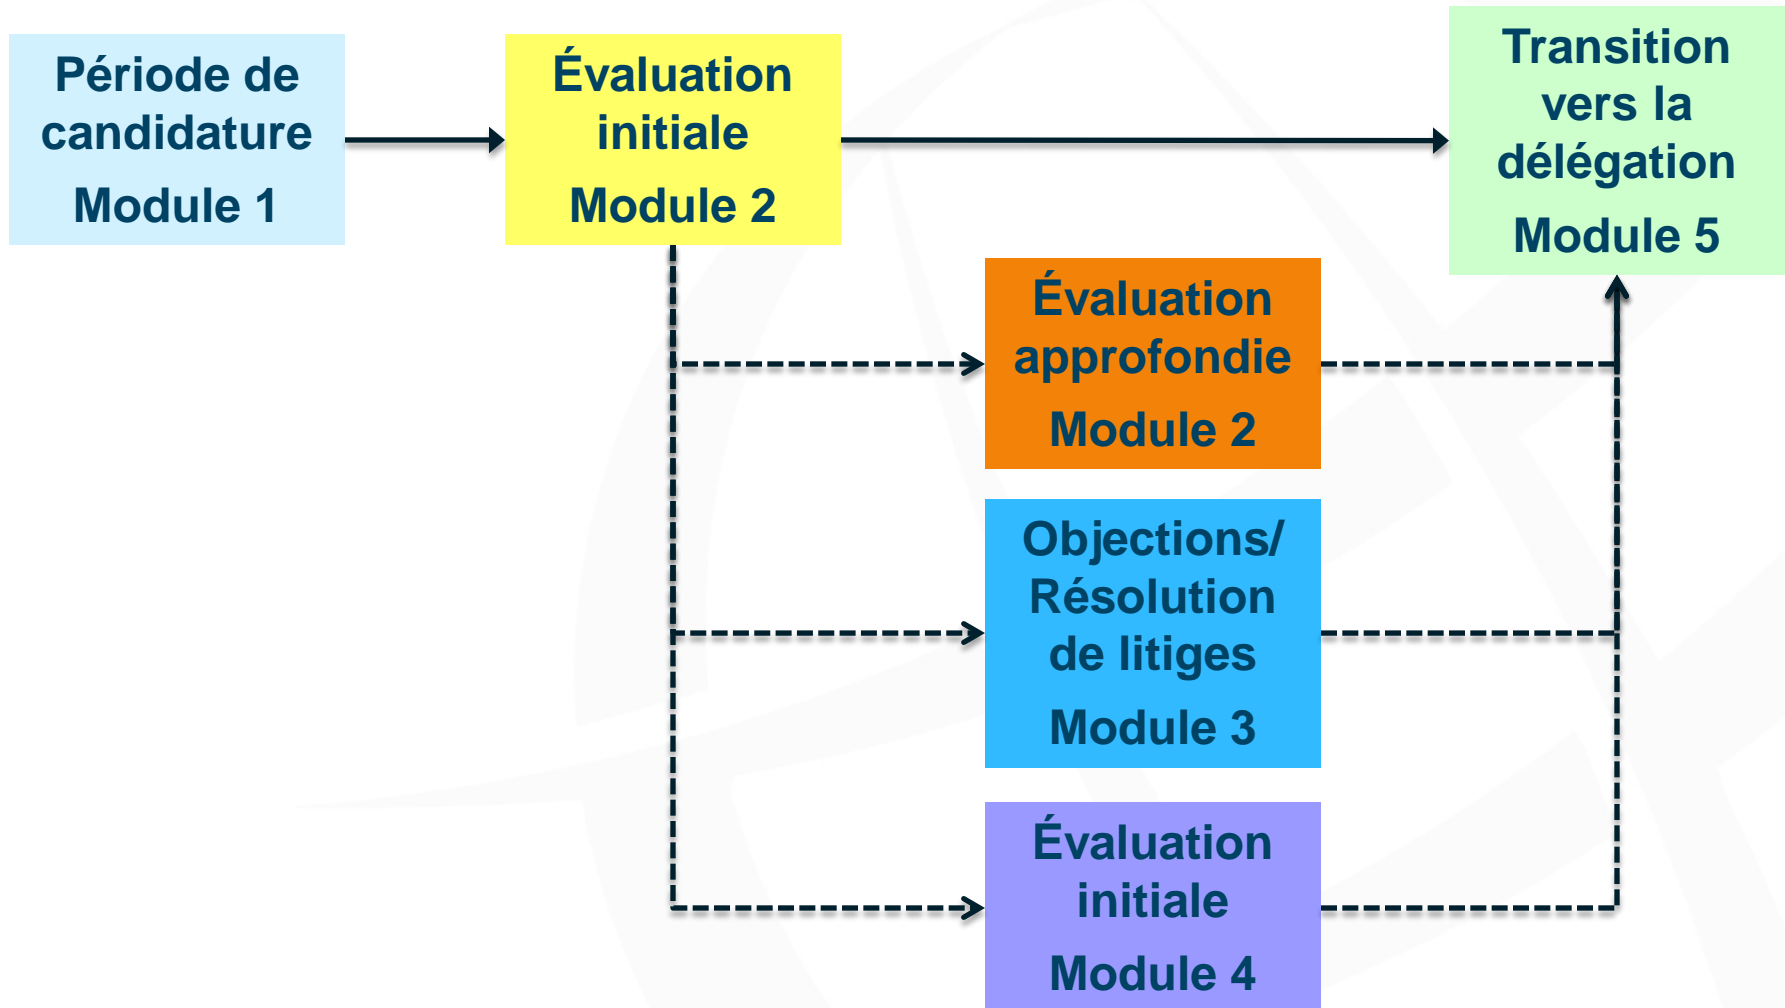 Période de
candidature
Module 1
Évaluation
initiale
Module 2
Transition
vers la
délégation
Module 5
Évaluation
approfondie
Module 2
Objections/
Résolution
de litiges
Module 3
Évaluation
initiale
Module 4